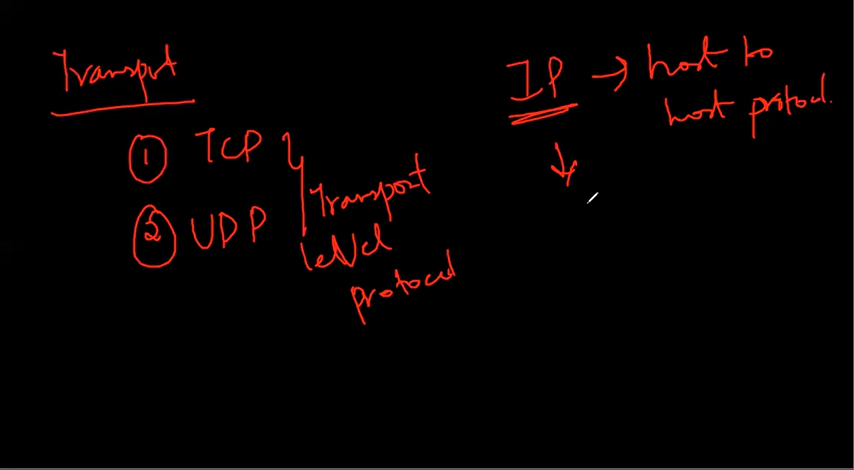 Transport
① TCP
② UDP
transport
level
protocol
IP → host to
host protocol.
↓